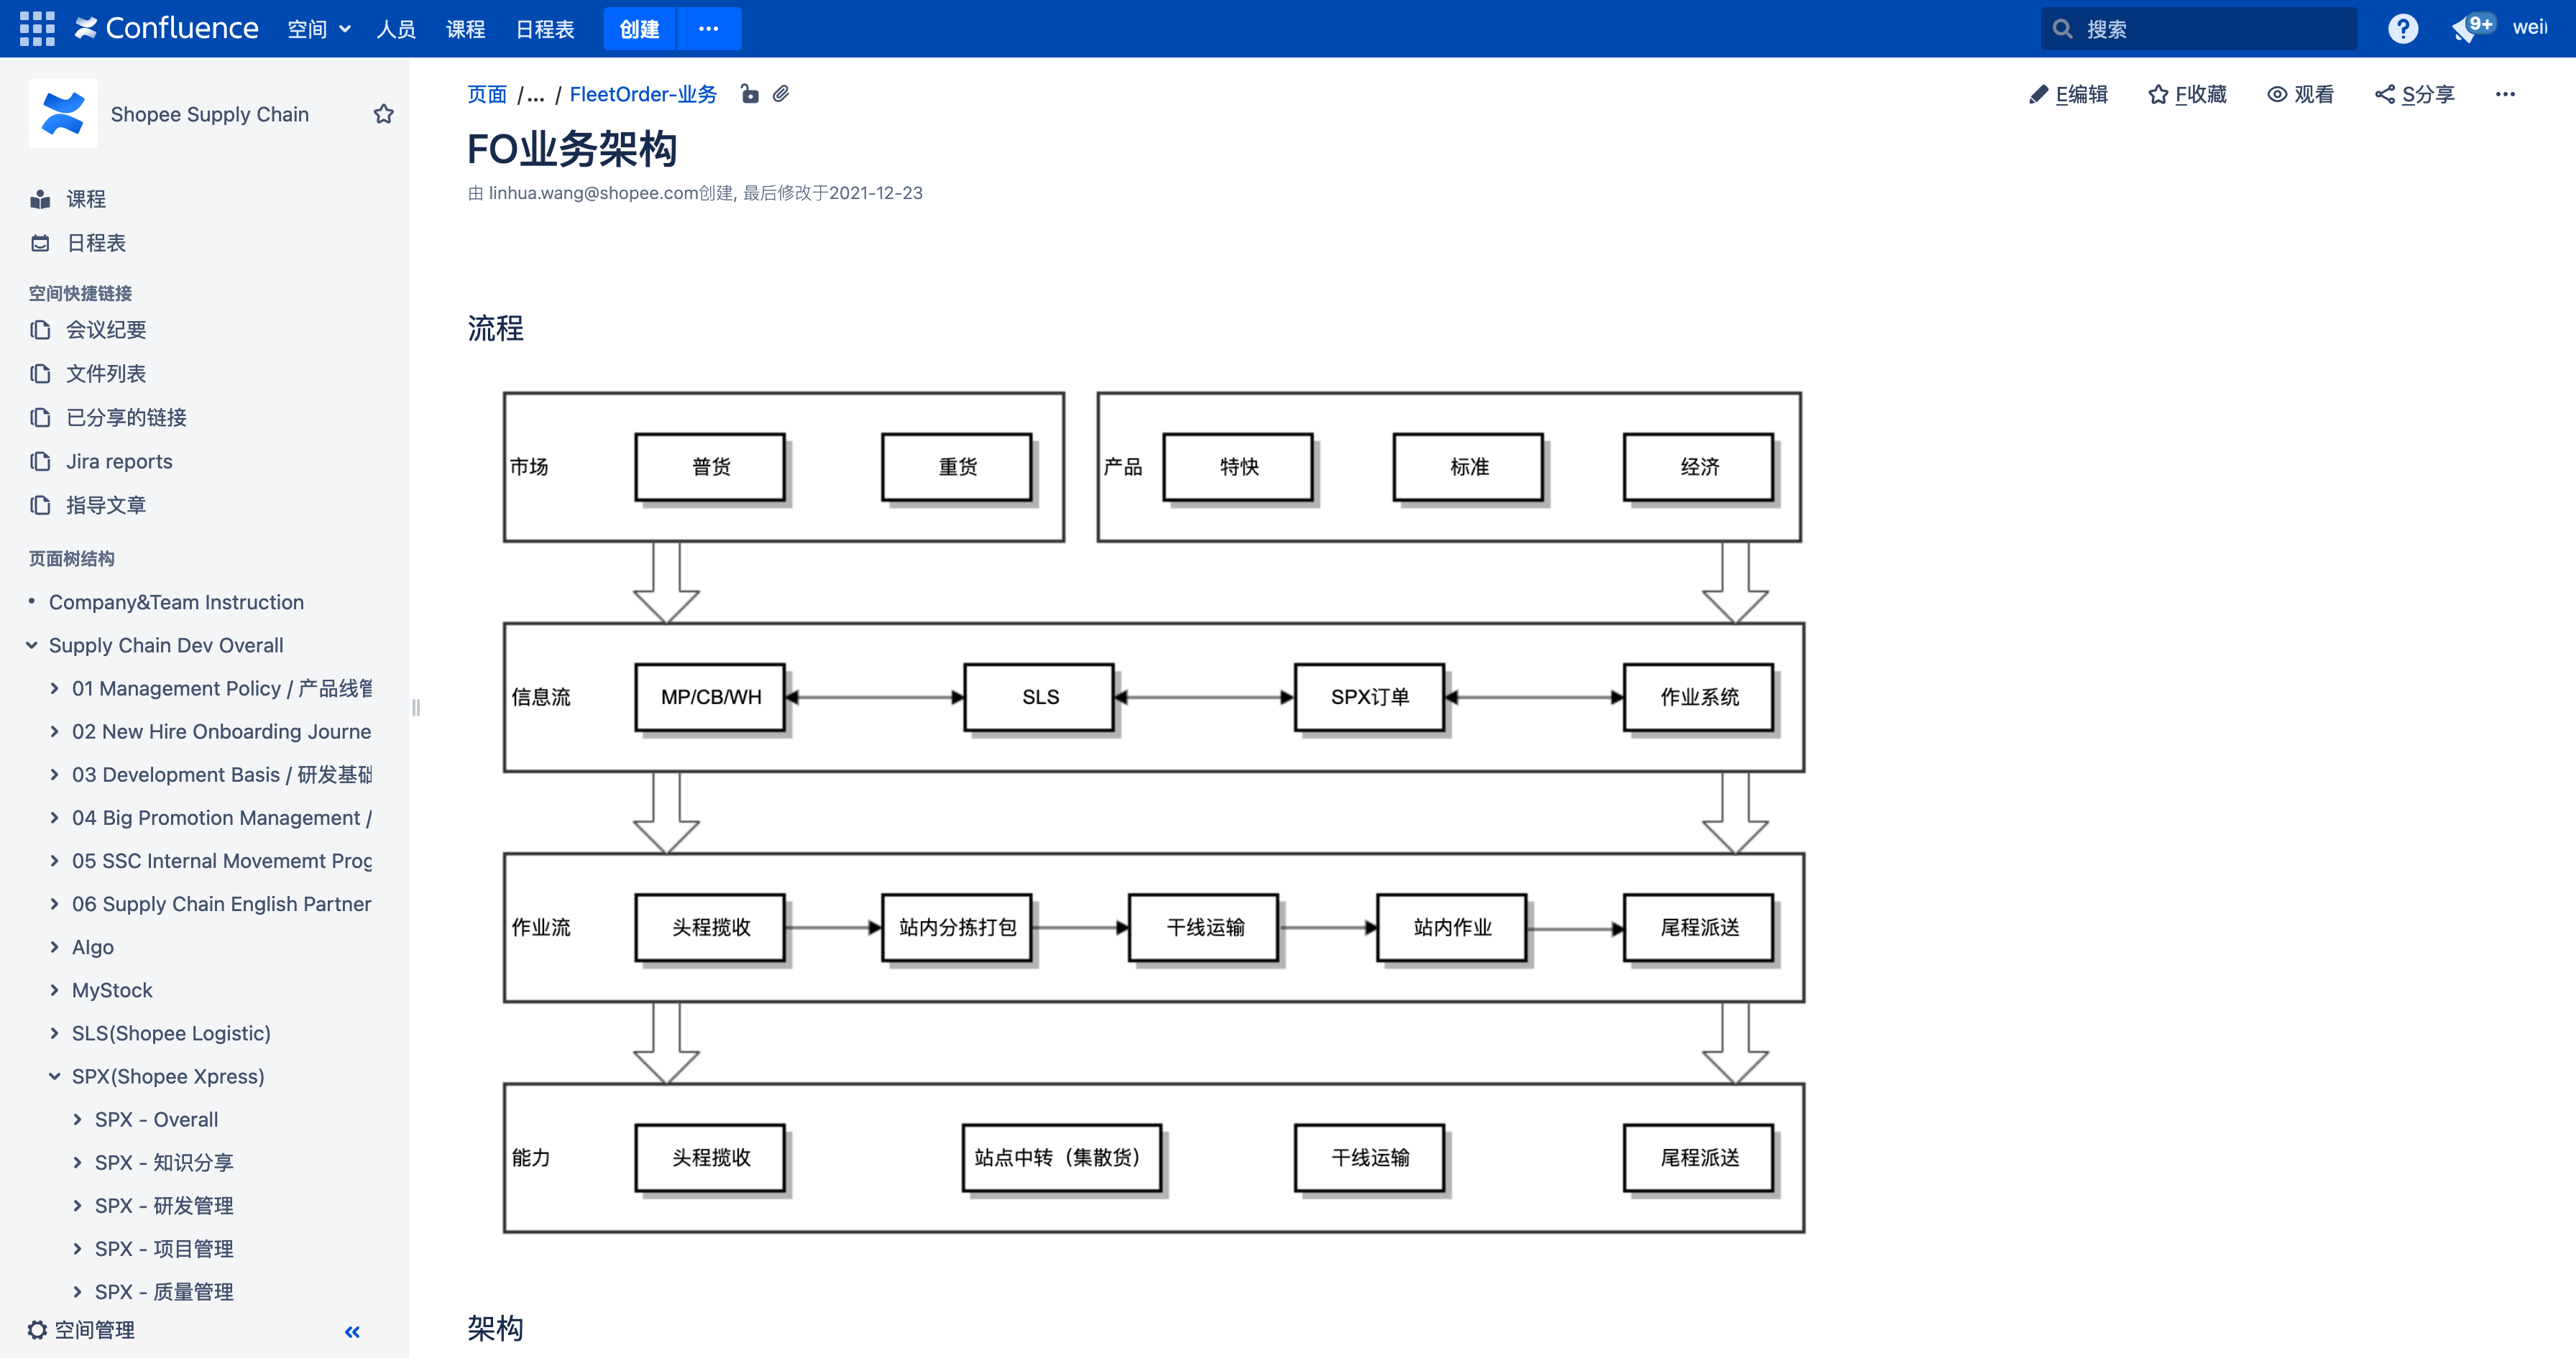 Confluence 空间 人员 课程 日程表 创建 ··· 搜索 ? 9+
Shopee Supply Chain
课程
日程表
空间快捷链接
会议纪要
文件列表
已分享的链接
Jira reports
指导文章
页面树结构
• Company&Team Instruction
Supply Chain Dev Overall
01 Management Policy / 产品线管
02 New Hire Onboarding Journe
03 Development Basis / 研发基础
04 Big Promotion Management /
05 SSC Internal Movememt Prog
06 Supply Chain English Partner
Algo
MyStock
SLS(Shopee Logistic)
SPX(Shopee Xpress)
SPX - Overall
SPX - 知识分享
SPX - 研发管理
SPX - 项目管理
SPX - 质量管理
空间管理 «
页面 /... / FleetOrder-业务
E编辑 F收藏 观看 S分享 ···
FO业务架构
由 linhua.wang@shopee.com创建, 最后修改于2021-12-23
流程
市场 普货 重货 产品 特快 标准 经济
信息流 MP/CB/WH SLS SPX订单 作业系统
作业流 头程揽收 站内分拣打包 干线运输 站内作业 尾程派送
能力 头程揽收 站点中转（集散货） 干线运输 尾程派送
架构